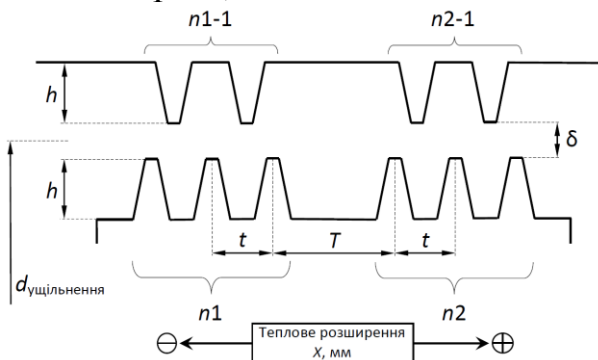 n1-1
n2-1
h
δ
h
t
T
t
dущільнення
n1
n2
Теплове розширення
X, мм